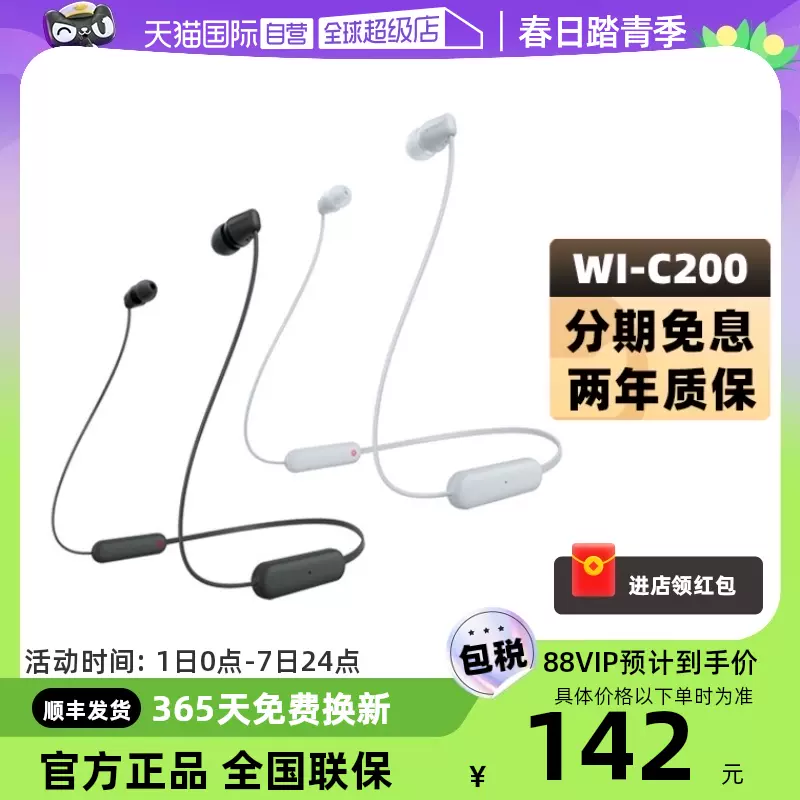 天猫国际 自营 全球超级店 春日踏青季
WI-C200
分期免息
两年质保
进店领红包
活动时间: 1日0点-7日24点
包税
88VIP预计到手价
具体价格以下单时为准
顺丰发货 365天免费换新
官方正品 全国联保
¥ 142 元